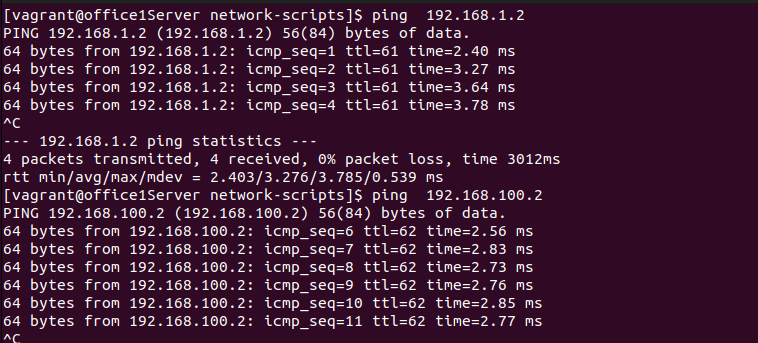 [vagrant@office1Server network-scripts]$ ping  192.168.1.2
PING 192.168.1.2 (192.168.1.2) 56(84) bytes of data.
64 bytes from 192.168.1.2: icmp_seq=1 ttl=61 time=2.40 ms
64 bytes from 192.168.1.2: icmp_seq=2 ttl=61 time=3.27 ms
64 bytes from 192.168.1.2: icmp_seq=3 ttl=61 time=3.64 ms
64 bytes from 192.168.1.2: icmp_seq=4 ttl=61 time=3.78 ms
^C
--- 192.168.1.2 ping statistics ---
4 packets transmitted, 4 received, 0% packet loss, time 3012ms
rtt min/avg/max/mdev = 2.403/3.276/3.785/0.539 ms
[vagrant@office1Server network-scripts]$ ping  192.168.100.2
PING 192.168.100.2 (192.168.100.2) 56(84) bytes of data.
64 bytes from 192.168.100.2: icmp_seq=6 ttl=62 time=2.56 ms
64 bytes from 192.168.100.2: icmp_seq=7 ttl=62 time=2.83 ms
64 bytes from 192.168.100.2: icmp_seq=8 ttl=62 time=2.73 ms
64 bytes from 192.168.100.2: icmp_seq=9 ttl=62 time=2.76 ms
64 bytes from 192.168.100.2: icmp_seq=10 ttl=62 time=2.85 ms
64 bytes from 192.168.100.2: icmp_seq=11 ttl=62 time=2.77 ms
^C